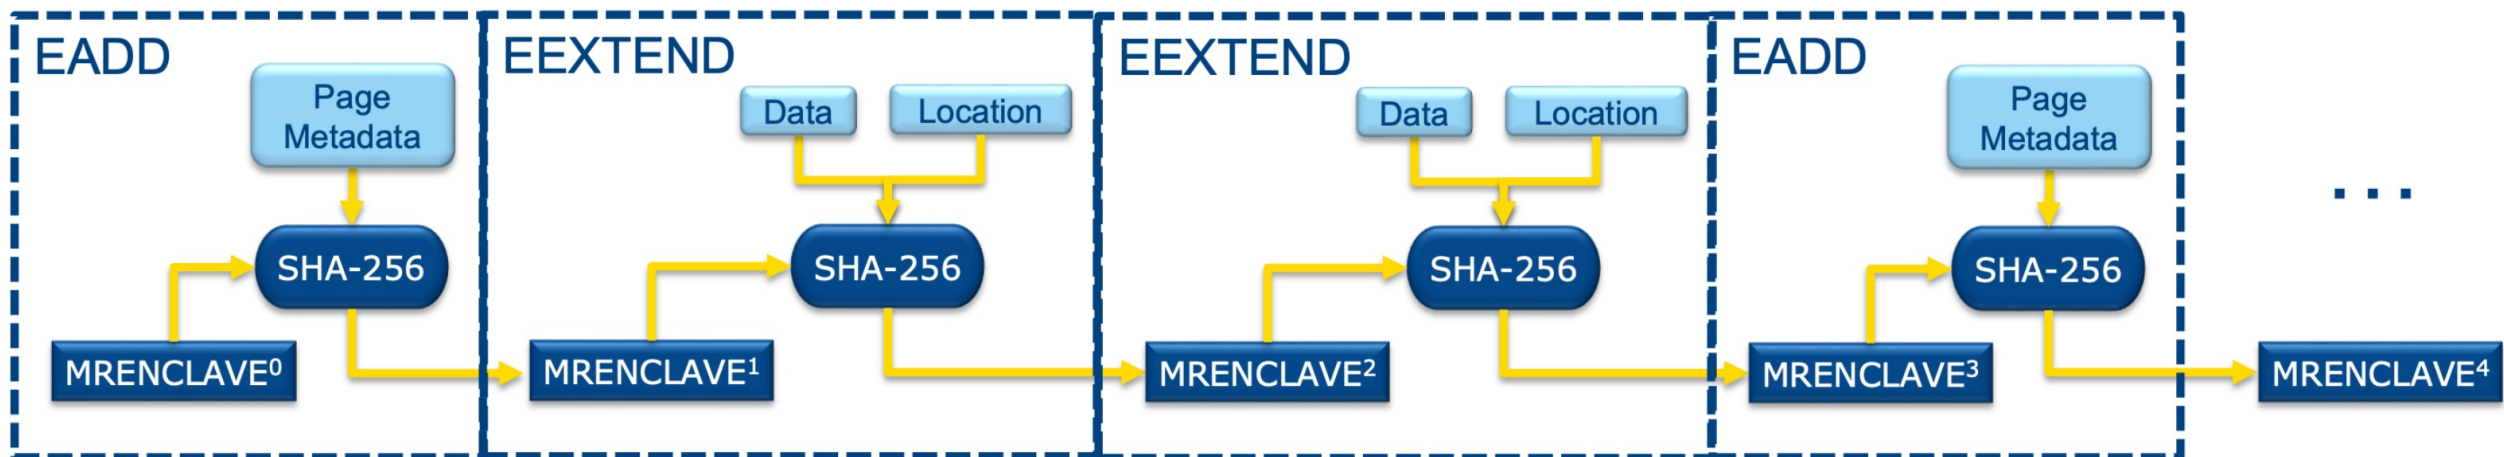 EADD
Page
Metadata
SHA-256
MRENCLAVE⁰
EEXTEND
Data
Location
SHA-256
MRENCLAVE¹
EEXTEND
Data
Location
SHA-256
MRENCLAVE²
EADD
Page
Metadata
SHA-256
MRENCLAVE³
...
MRENCLAVE⁴